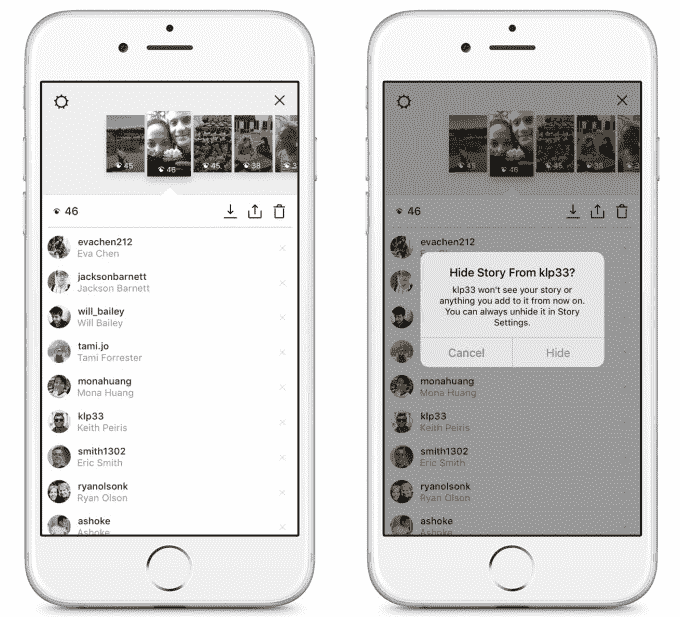 45
46
45
38
3
46
evachen212
Eva Chen
jacksonbarnett
Jackson Barnett
will_bailey
Will Bailey
tami.jo
Tami Forrester
monahuang
Mona Huang
klp33
Keith Peiris
smith1302
Eric Smith
ryanolsonk
Ryan Olson
ashoke
Ashoke
45
46
45
38
3
46
evachen212
Hide Story From klp33?
klp33 won't see your story or
anything you add to it from now on.
You can always unhide it in Story
Settings.
Cancel
Hide
monahuang
Mona Huang
klp33
Keith Peiris
smith1302
Eric Smith
ryanolsonk
Ryan Olson
ashoke
Ashoke